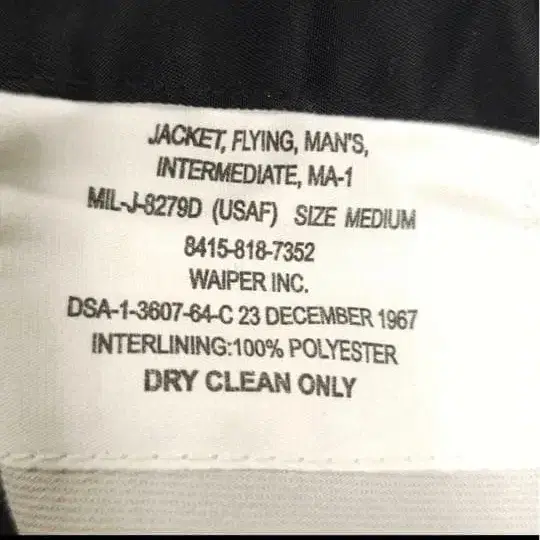 JACKET, FLYING, MAN'S,
INTERMEDIATE, MA-1
MIL-J-8279D (USAF) SIZE MEDIUM
8415-818-7352
WAIPER INC.
DSA-1-3607-64-C 23 DECEMBER 1967
INTERLINING:100% POLYESTER
DRY CLEAN ONLY